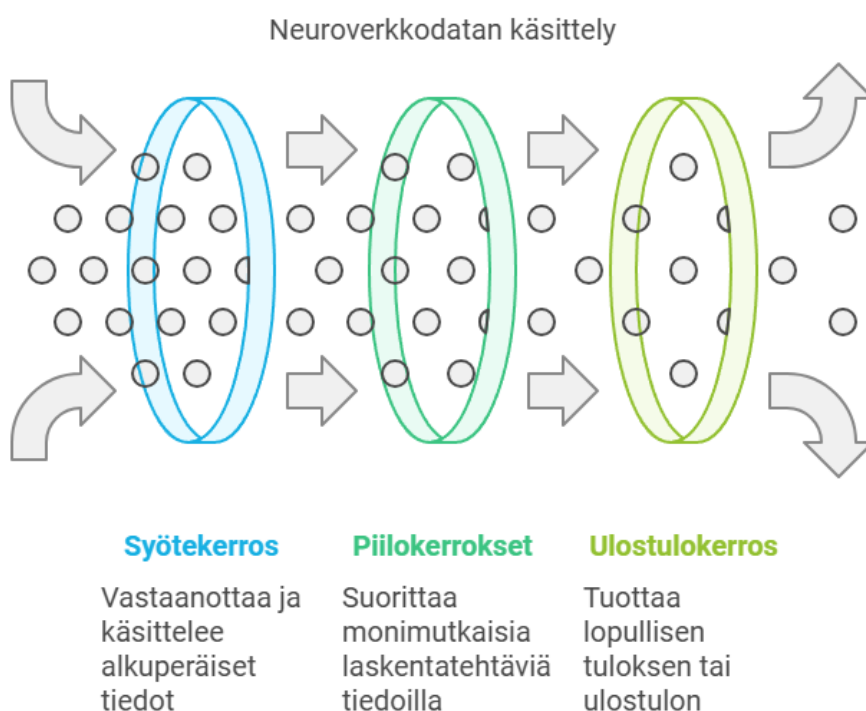 Neuroverkkodatan käsittely
Syötekerros
Vastaanottaa ja
käsittelee
alkuperäiset
tiedot
Piilokerrokset
Suorittaa
monimutkaisia
laskentatehtäviä
tiedoilla
Ulostulokerros
Tuottaa
lopullisen
tuloksen tai
ulostulon